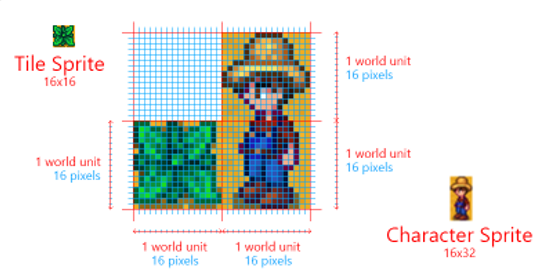 Tile Sprite
16x16
1 world unit
16 pixels
1 world unit
16 pixels
1 world unit
16 pixels
1 world unit
16 pixels
1 world unit
16 pixels
Character Sprite
16x32